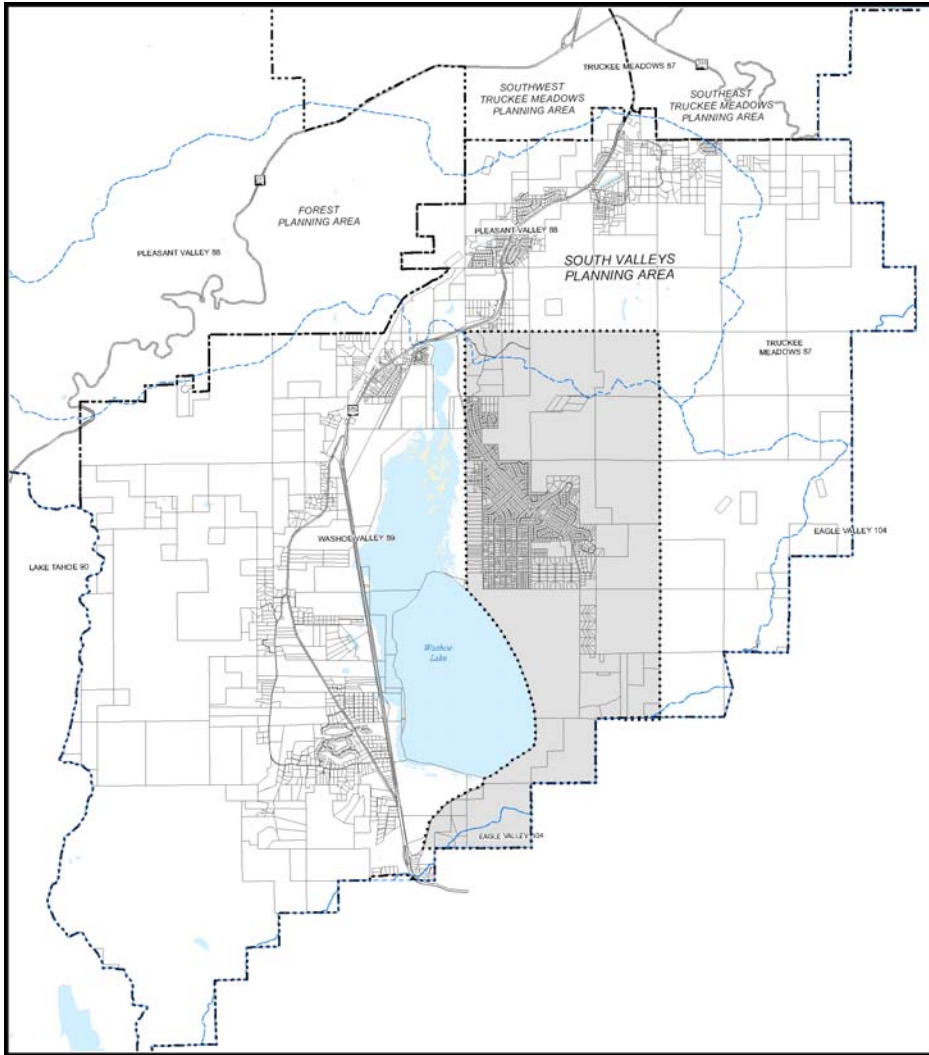 TRUCKEE MEADOWS 87
SOUTHWEST
TRUCKEE MEADOWS
PLANNING AREA
SOUTHEAST
TRUCKEE MEADOWS
PLANNING AREA
FOREST
PLANNING AREA
PLEASANT VALLEY 88
PLEASANT VALLEY 88
SOUTH VALLEYS
PLANNING AREA
TRUCKEE
MEADOWS 87
WASHOE VALLEY 89
EAGLE VALLEY 104
LAKE TAHOE 90
Washoe
Lake
EAGLE VALLEY 104